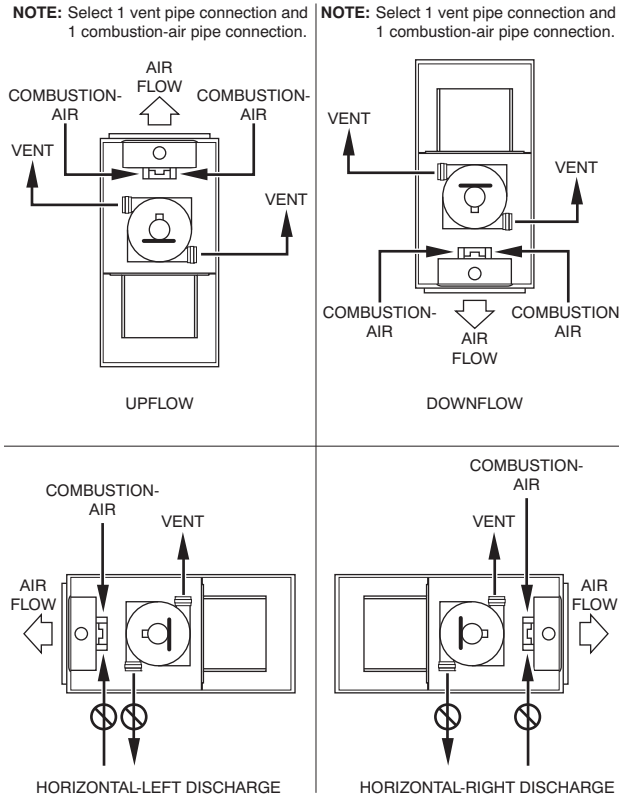 NOTE: Select 1 vent pipe connection and
1 combustion-air pipe connection.
AIR
FLOW
COMBUSTION-
AIR
COMBUSTION-
AIR
VENT
VENT
UPFLOW
NOTE: Select 1 vent pipe connection and
1 combustion-air pipe connection.
VENT
VENT
COMBUSTION-
AIR
COMBUSTION
AIR
AIR
FLOW
DOWNFLOW
COMBUSTION-
AIR
VENT
AIR
FLOW
HORIZONTAL-LEFT DISCHARGE
COMBUSTION-
AIR
VENT
AIR
FLOW
HORIZONTAL-RIGHT DISCHARGE